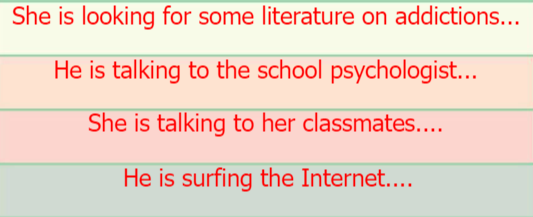 She is looking for some literature on addictions...
He is talking to the school psychologist...
She is talking to her classmates....
He is surfing the Internet....